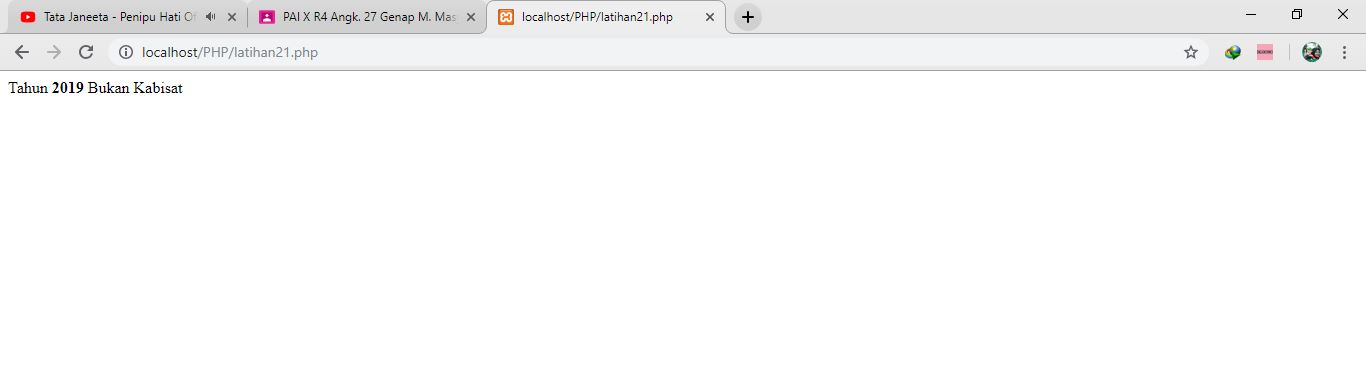 Tata Janeeta - Penipu Hati Of
PAI X R4 Angk. 27 Genap M. Mas
localhost/PHP/latihan21.php
localhost/PHP/latihan21.php
Tahun 2019 Bukan Kabisat